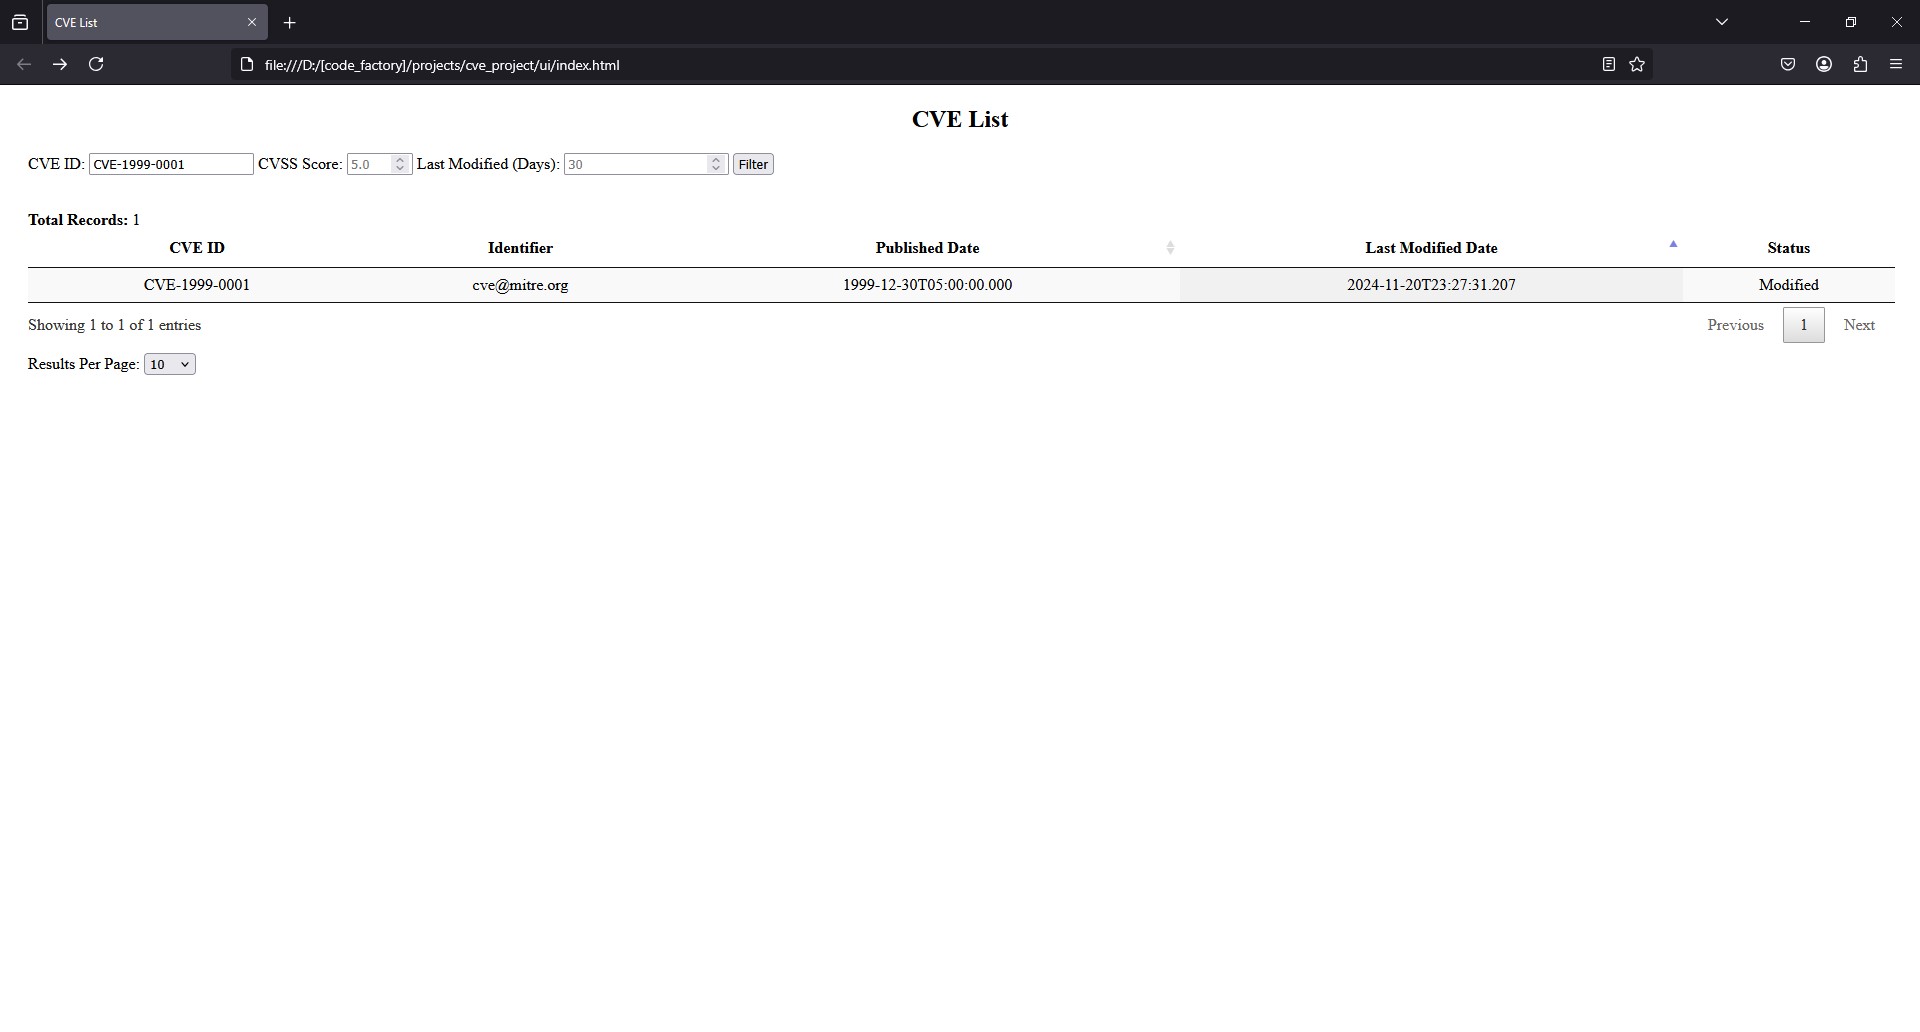 CVE List
file:///D:/[code_factory]/projects/cve_project/ui/index.html
CVE List
CVE ID: CVE-1999-0001 CVSS Score: 5.0 Last Modified (Days): 30 Filter
Total Records: 1
CVE ID Identifier Published Date Last Modified Date Status
CVE-1999-0001 cve@mitre.org 1999-12-30T05:00:00.000 2024-11-20T23:27:31.207 Modified
Showing 1 to 1 of 1 entries Previous 1 Next
Results Per Page: 10